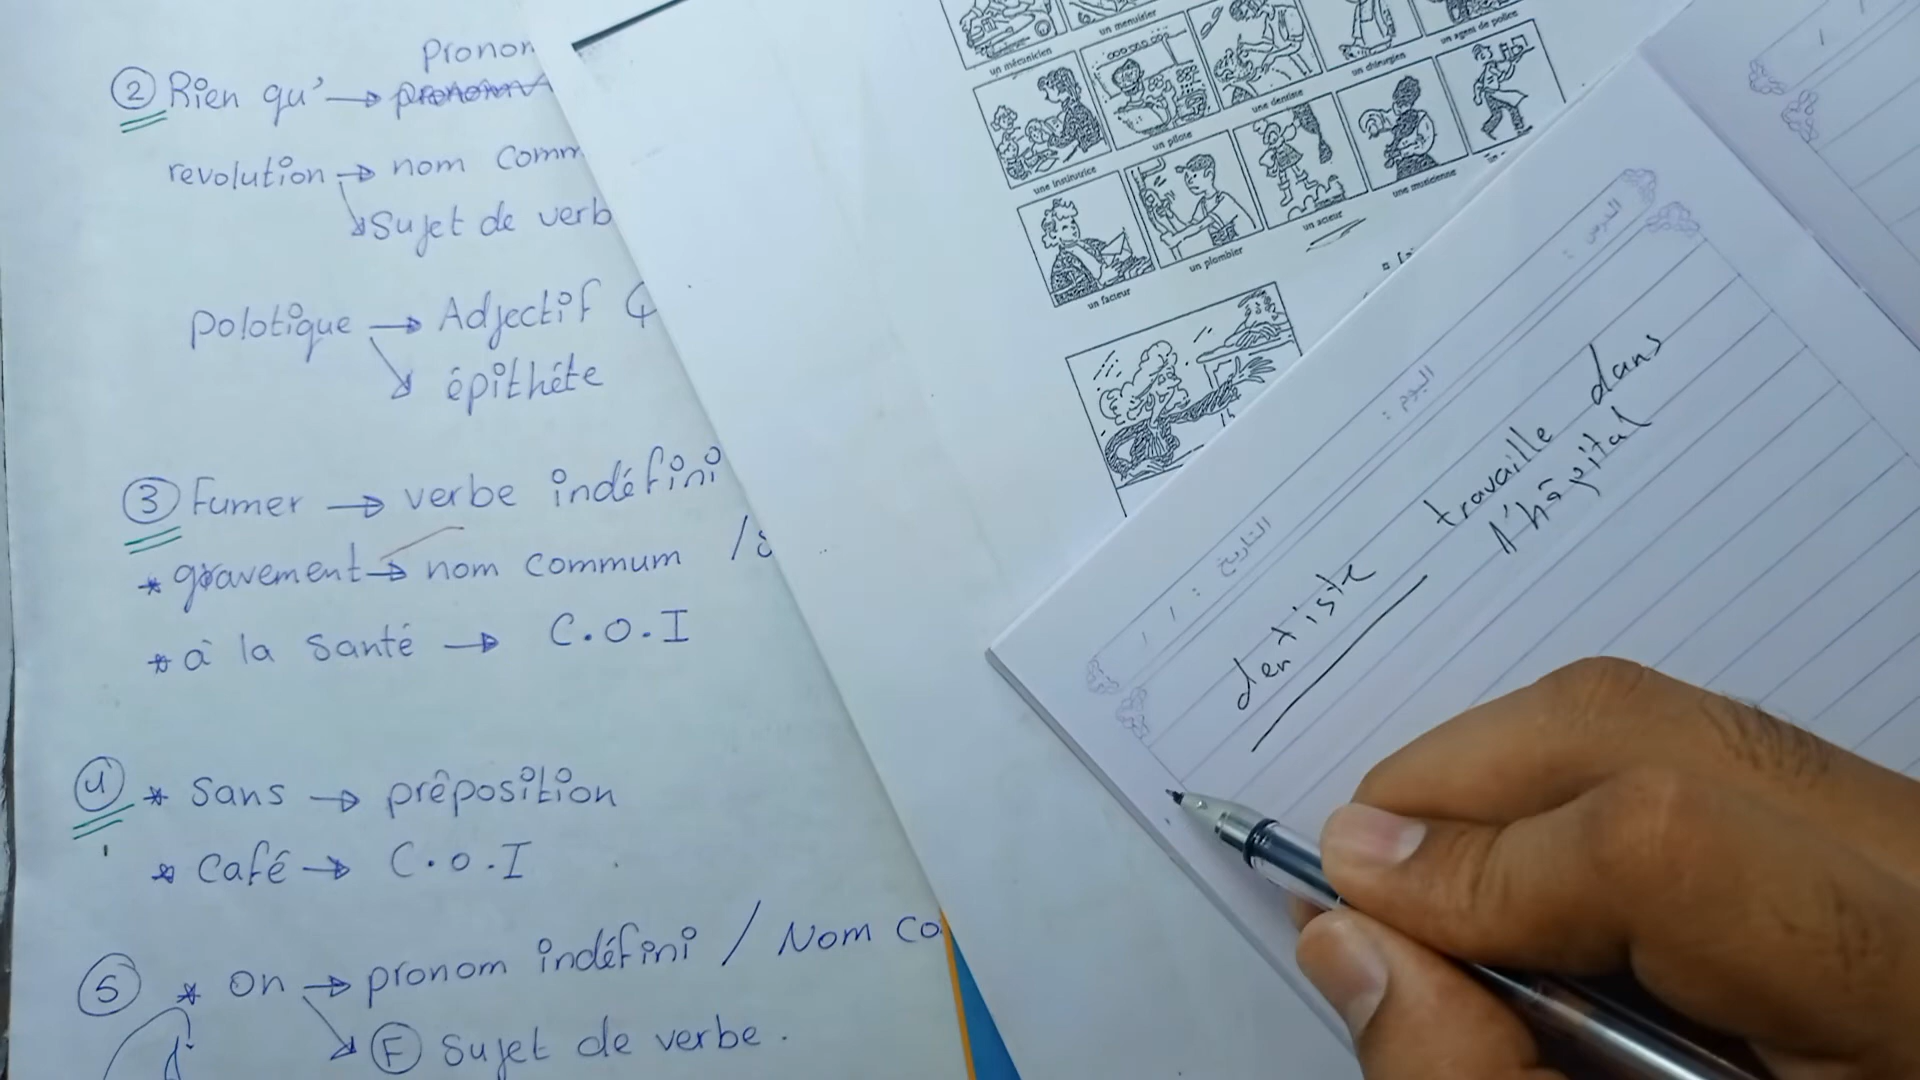 Pronom
② Rien qu' → pronom
revolution → nom comm
Sujet de verb
Polotique → Adjectif
épithéte
③ Fumer → verbe indéfini
* gravement → nom commum /
* à la santé → C.O.I
④ * Sans → prêposition
* Café → C.O.I
⑤ * On → pronom indéfini / Nom co
Ⓕ Sujet de verbe.
un mécanicien
un menuisier
un chirurgien
un agent de police
une institutrice
un pilote
une dentiste
un facteur
un plombier
un acteur
une musicienne
الدرس :
اليوم :
التاريخ : / /
dentiste travaille dans
l'hôpital